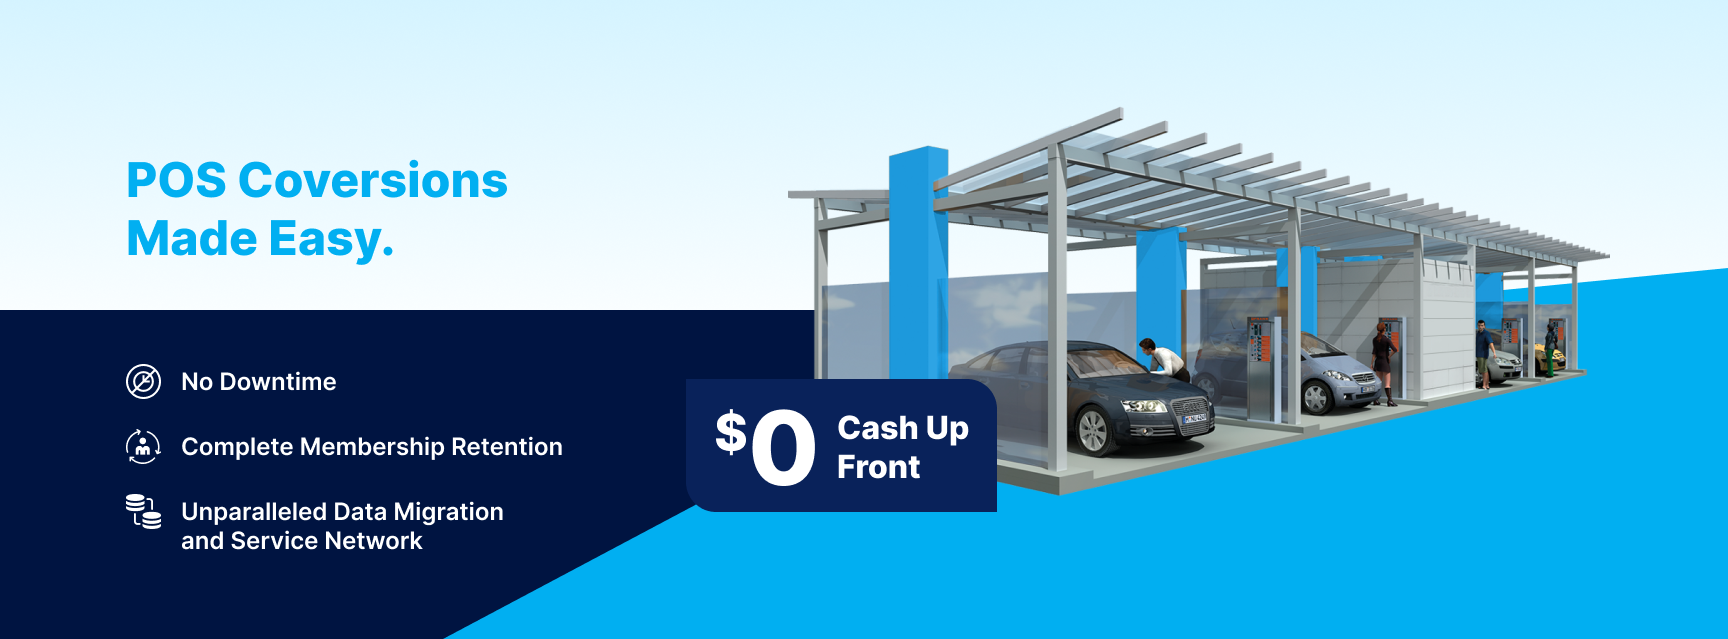 POS Coversions
Made Easy.
No Downtime
Complete Membership Retention
Unparalleled Data Migration
and Service Network
$0
Cash Up
Front